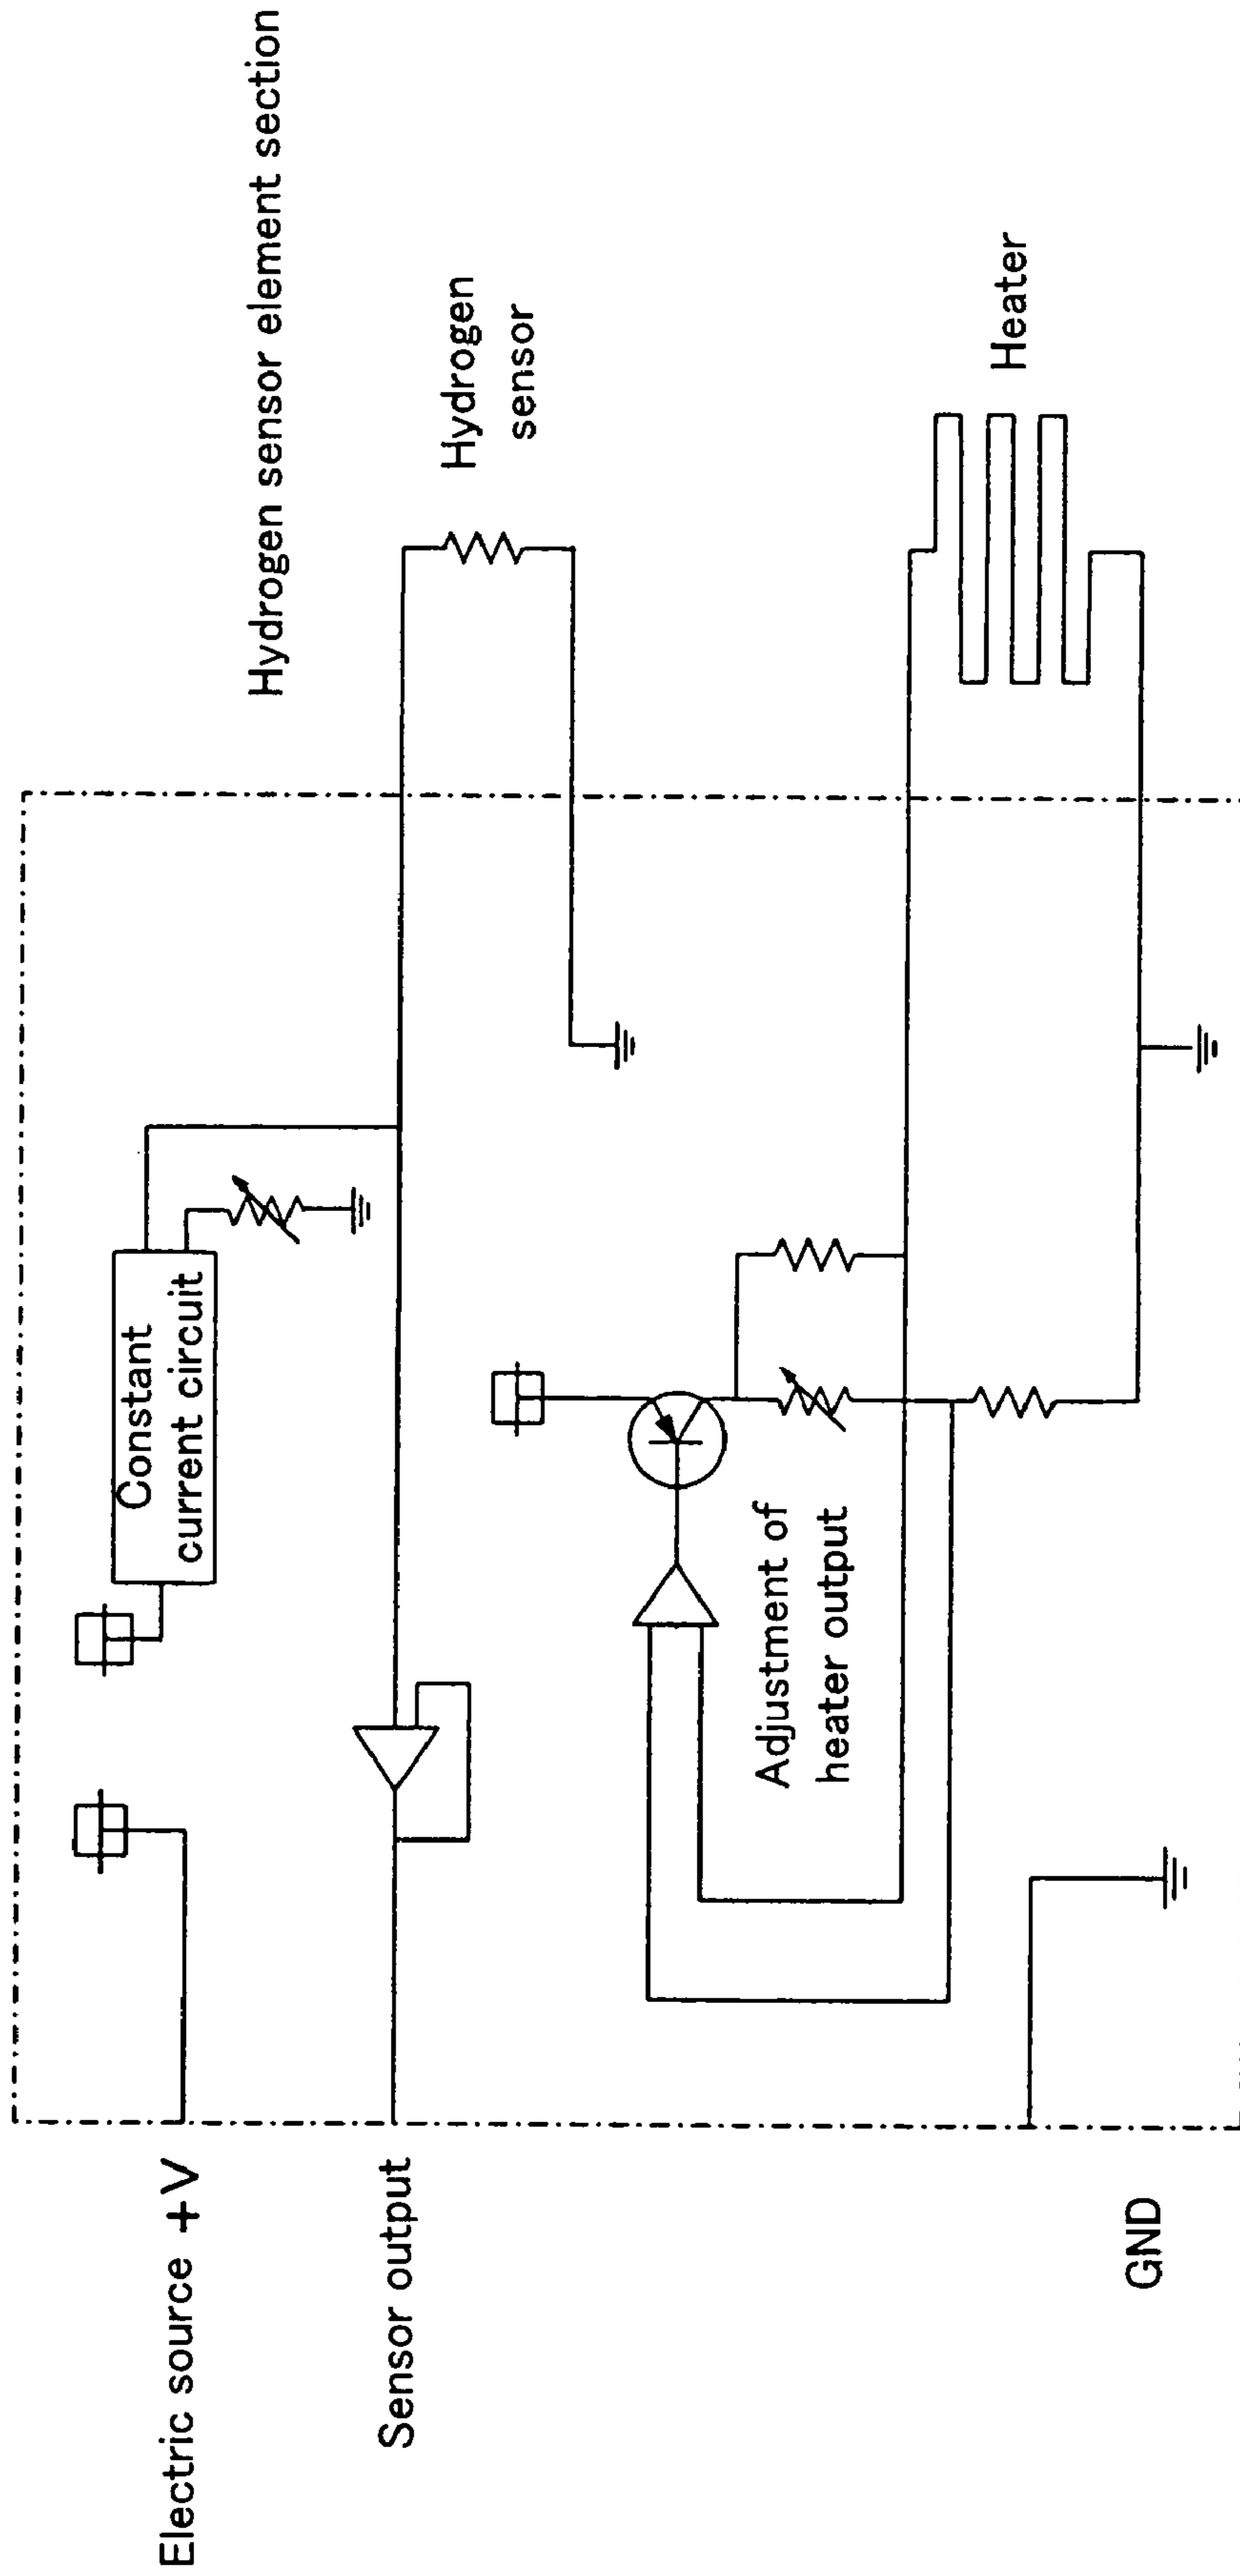 Hydrogen sensor element section
Electric source +V
Constant
current circuit
Sensor output
Hydrogen
sensor
Adjustment of
heater output
Heater
GND